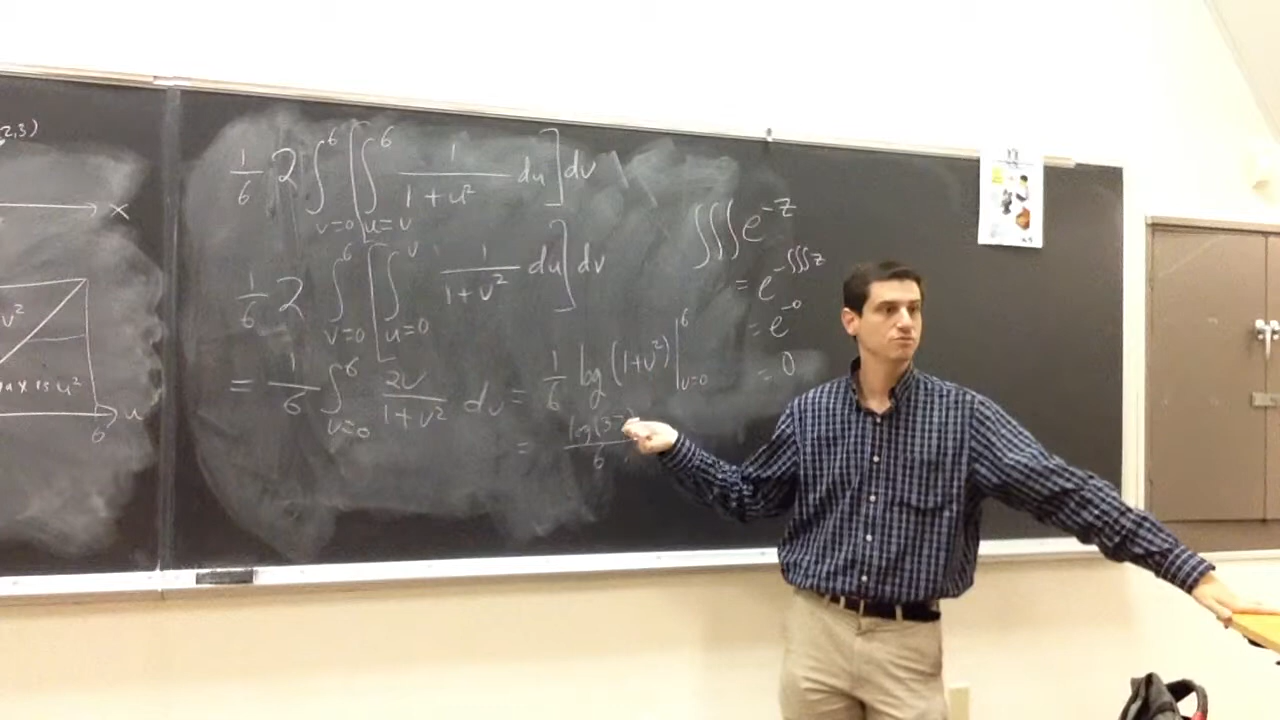 2,3)
x
v²
max is u²
u
6
1/6 2 ∫_{v=0}^{6} [∫_{u=v}^{6} 1/(1+u²) du] dv
1/6 2 ∫_{v=0}^{6} [∫_{u=0}^{v} 1/(1+v²) du] dv
= 1/6 ∫_{v=0}^{6} 2v/(1+v²) dv = 1/6 log(1+v²)|_{v=0}^{6}
= log(37)/6
∫∫∫e^{-z}
= e^{-∫∫∫z}
= e^{-0}
= 0